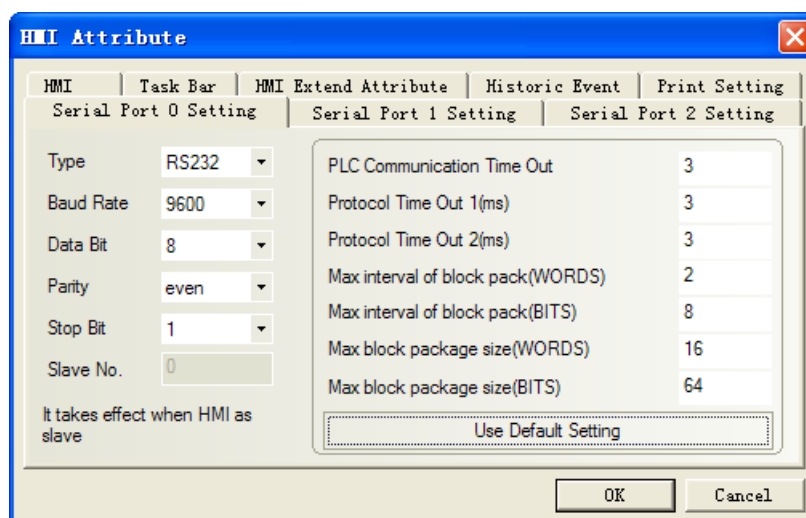 HMI Attribute
HMI
Task Bar
HMI Extend Attribute
Historic Event
Print Setting
Serial Port 0 Setting
Serial Port 1 Setting
Serial Port 2 Setting
Type
RS232
Baud Rate
9600
Data Bit
8
Parity
even
Stop Bit
1
Slave No.
0
It takes effect when HMI as
slave
PLC Communication Time Out
3
Protocol Time Out 1(ms)
3
Protocol Time Out 2(ms)
3
Max interval of block pack(WORDS)
2
Max interval of block pack(BITS)
8
Max block package size(WORDS)
16
Max block package size(BITS)
64
Use Default Setting
OK
Cancel